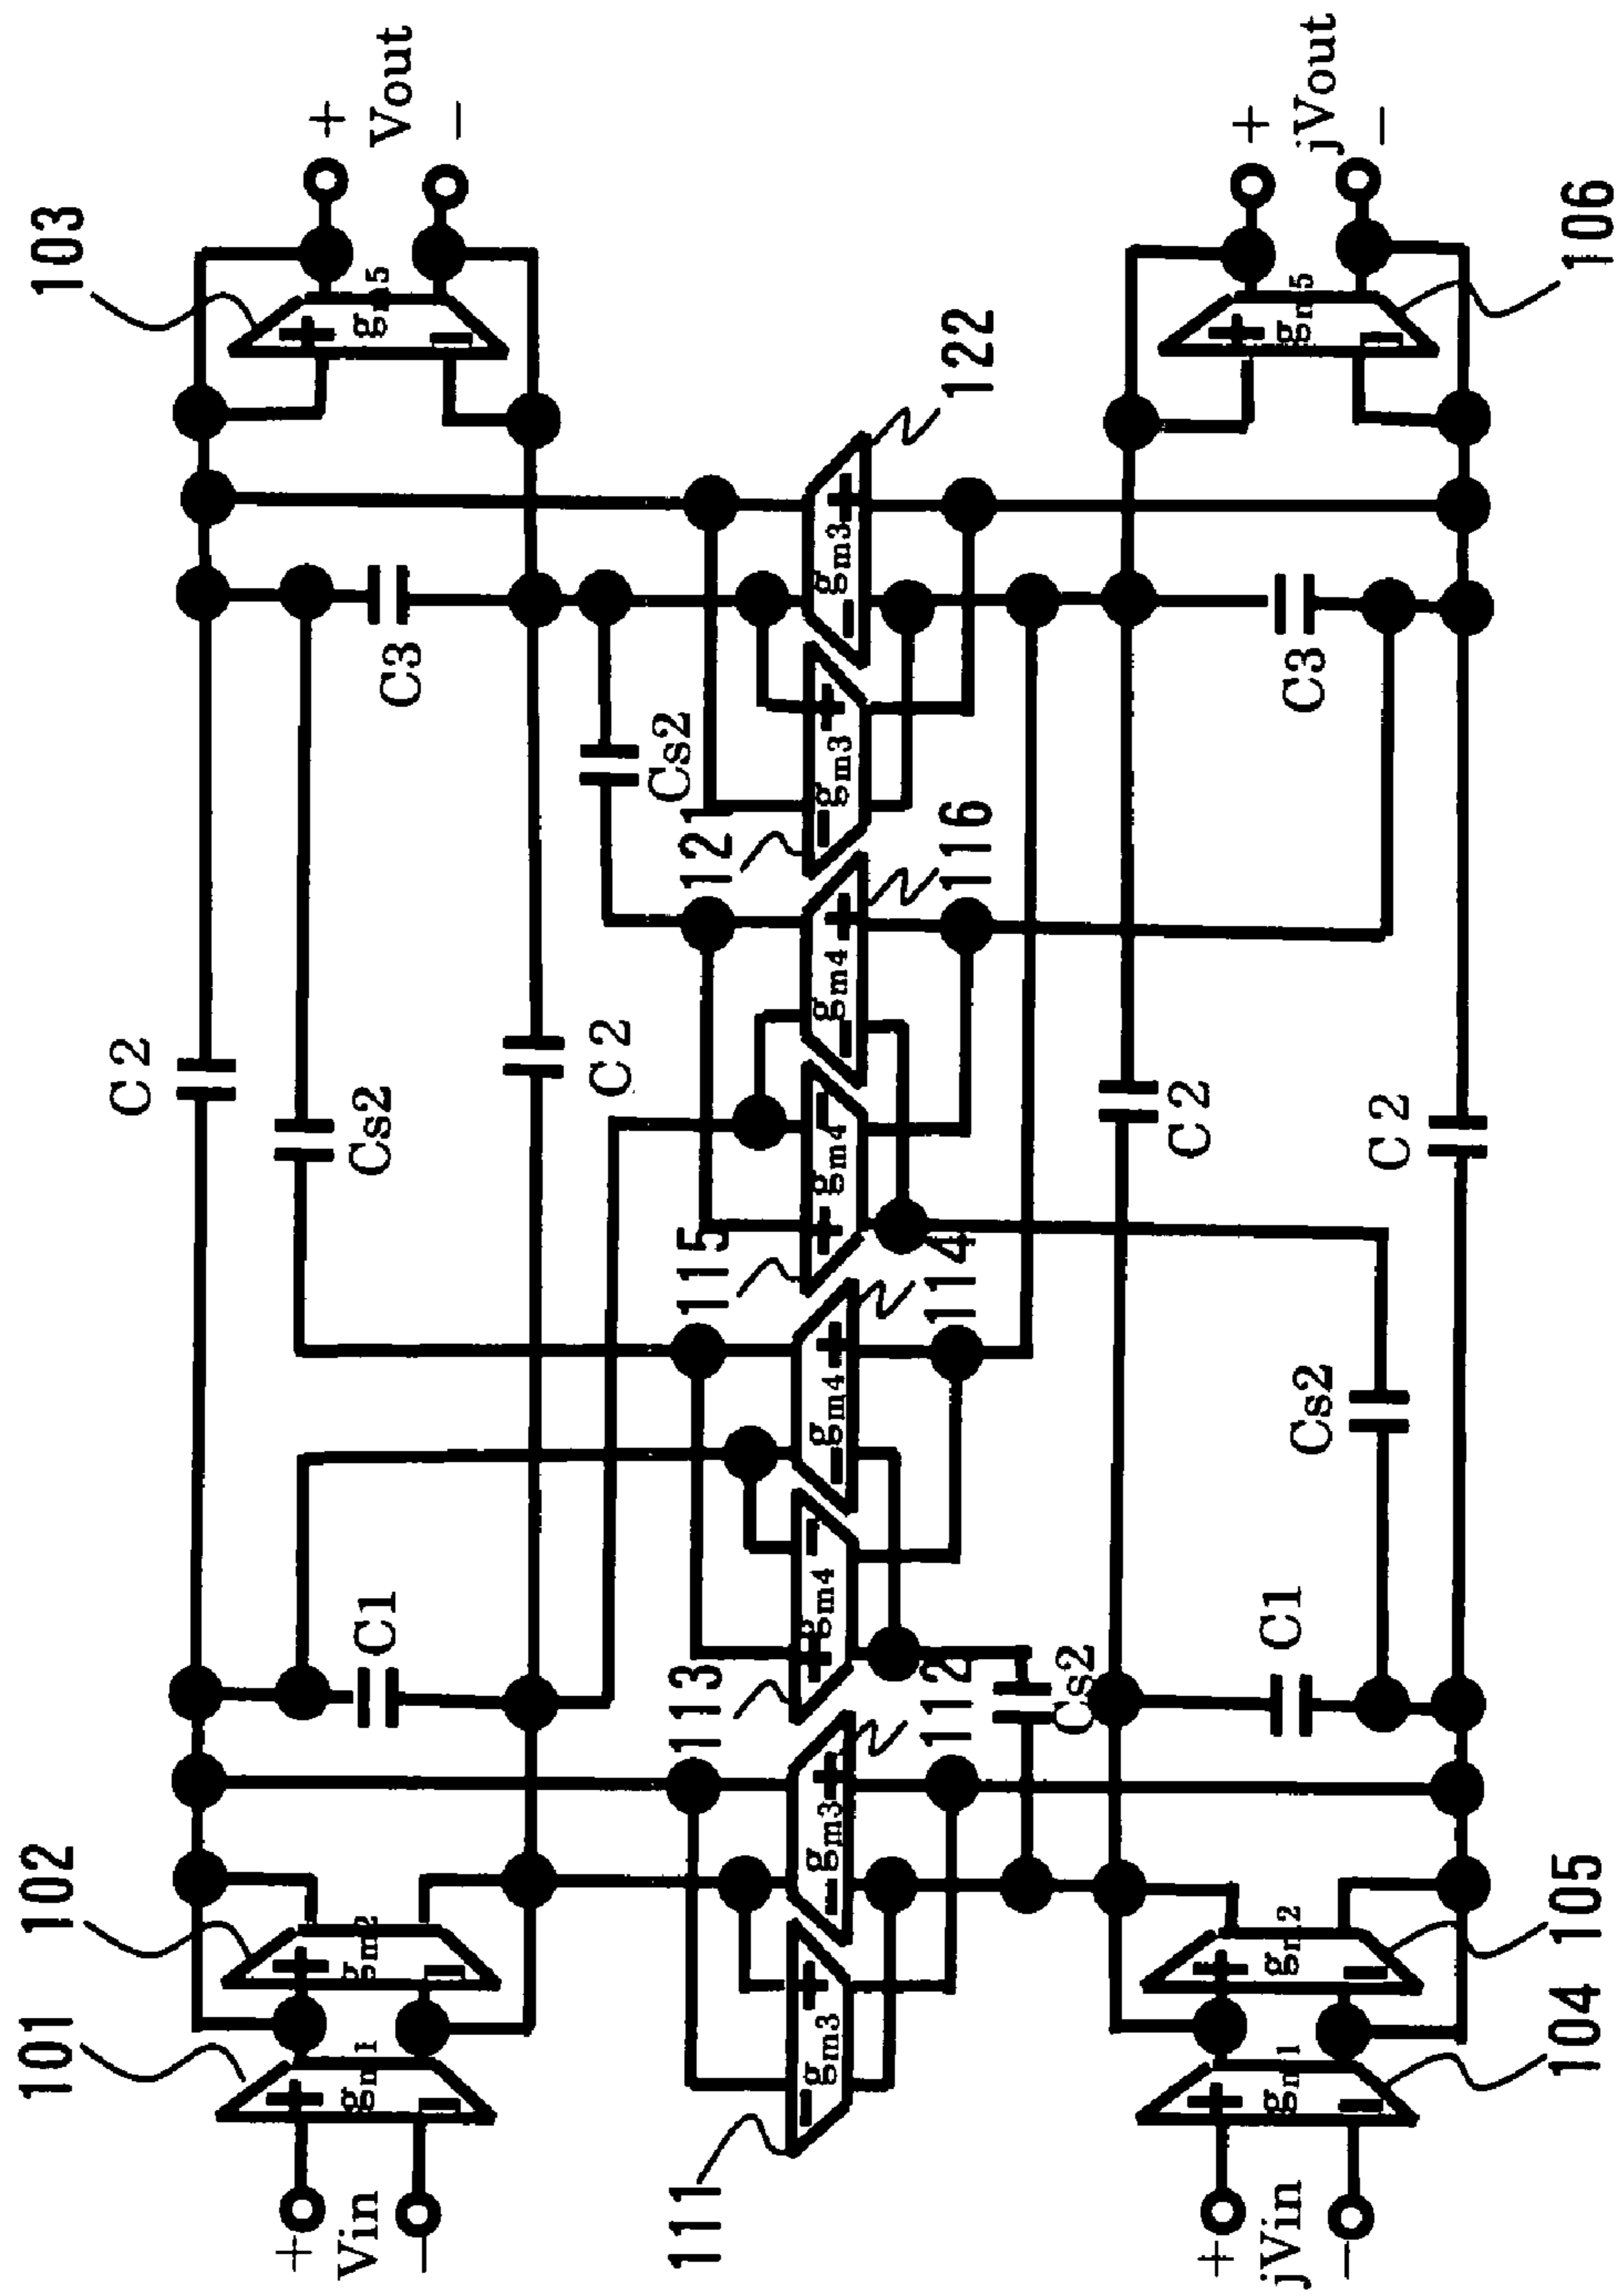 101
102
103
C2
+
Vin
−
+ gm1 −
+ gm2 −
C1
Cs2
C3
+ gm5 −
+
Vout
−
C2
Cs2
111
113
115
121
− gm3 +
− gm3 +
+ gm4 −
− gm4 +
+ gm4 −
− gm4 +
− gm3 +
− gm3 +
112
114
116
122
Cs2
C2
+
jVin
−
+ gm1 −
+ gm2 −
C1
Cs2
C3
+ gm5 −
+
jVout
−
C2
104
105
106